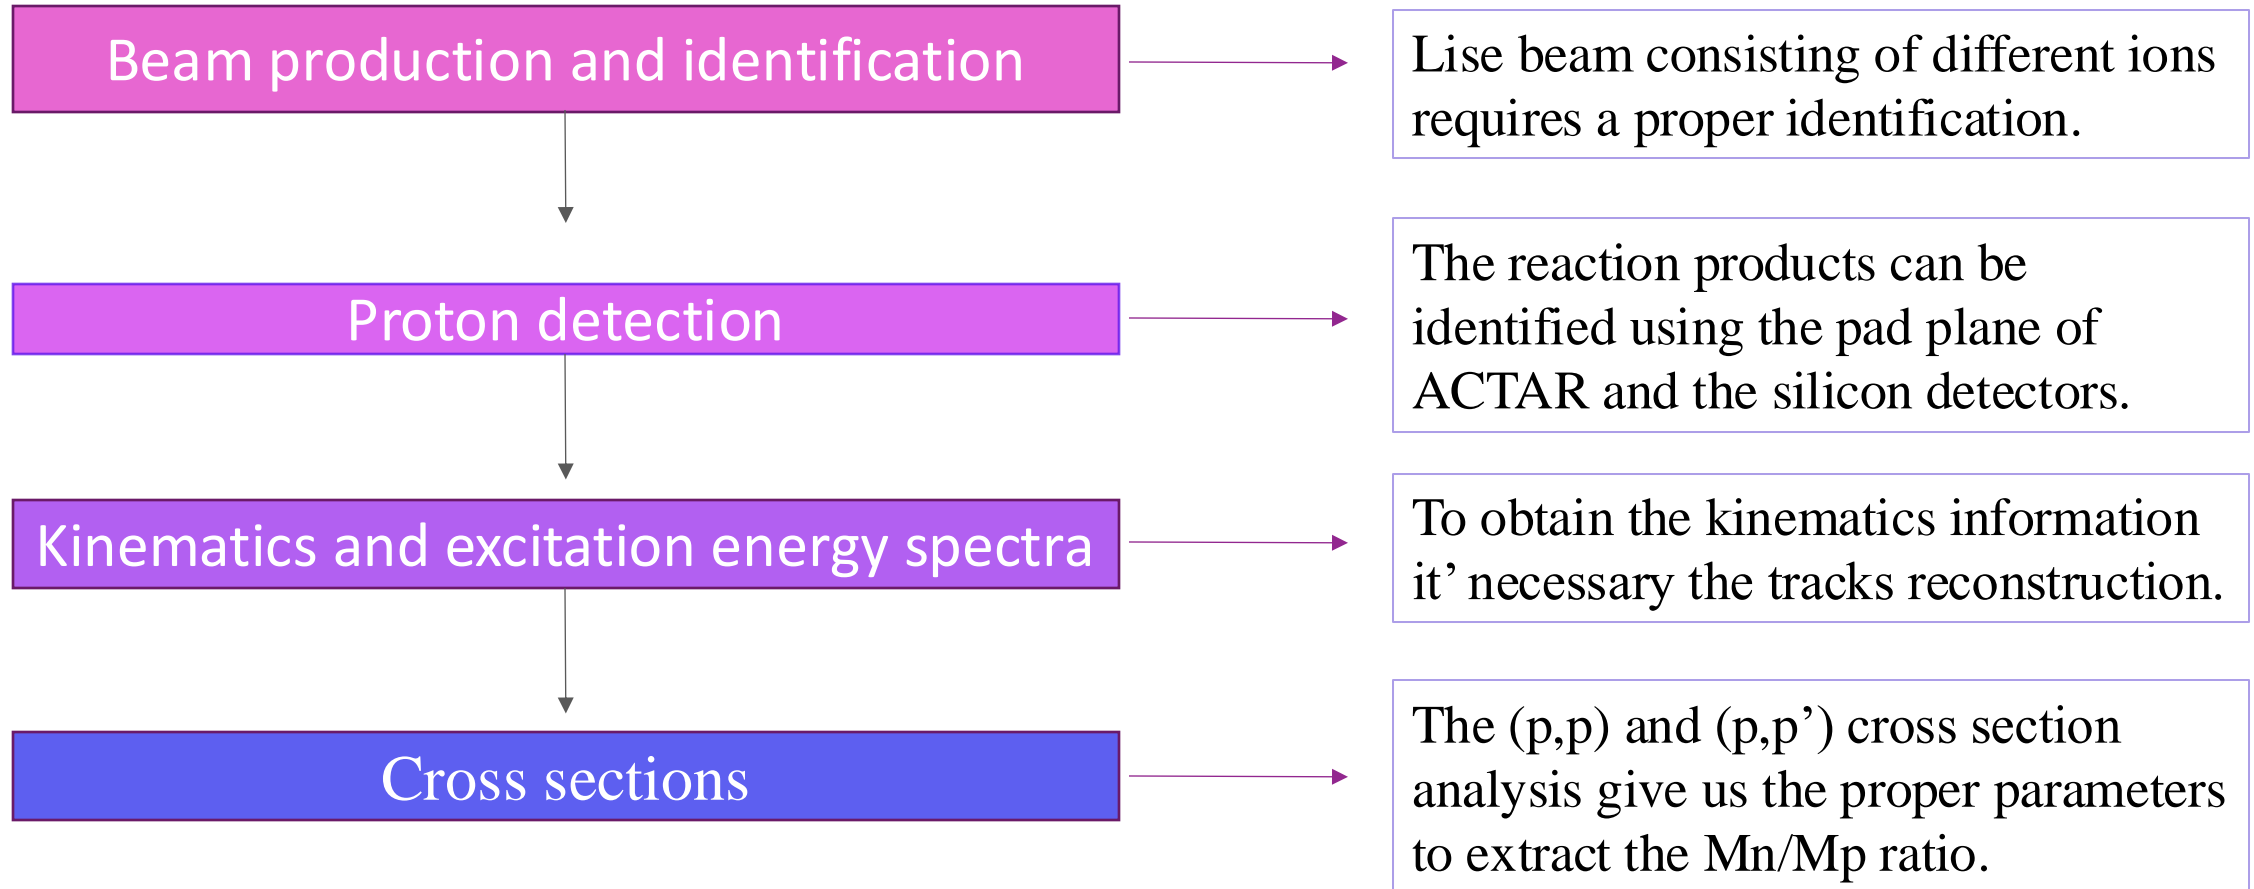 Beam production and identification
Lise beam consisting of different ions
requires a proper identification.
Proton detection
The reaction products can be
identified using the pad plane of
ACTAR and the silicon detectors.
Kinematics and excitation energy spectra
To obtain the kinematics information
it’ necessary the tracks reconstruction.
Cross sections
The (p,p) and (p,p’) cross section
analysis give us the proper parameters
to extract the Mn/Mp ratio.